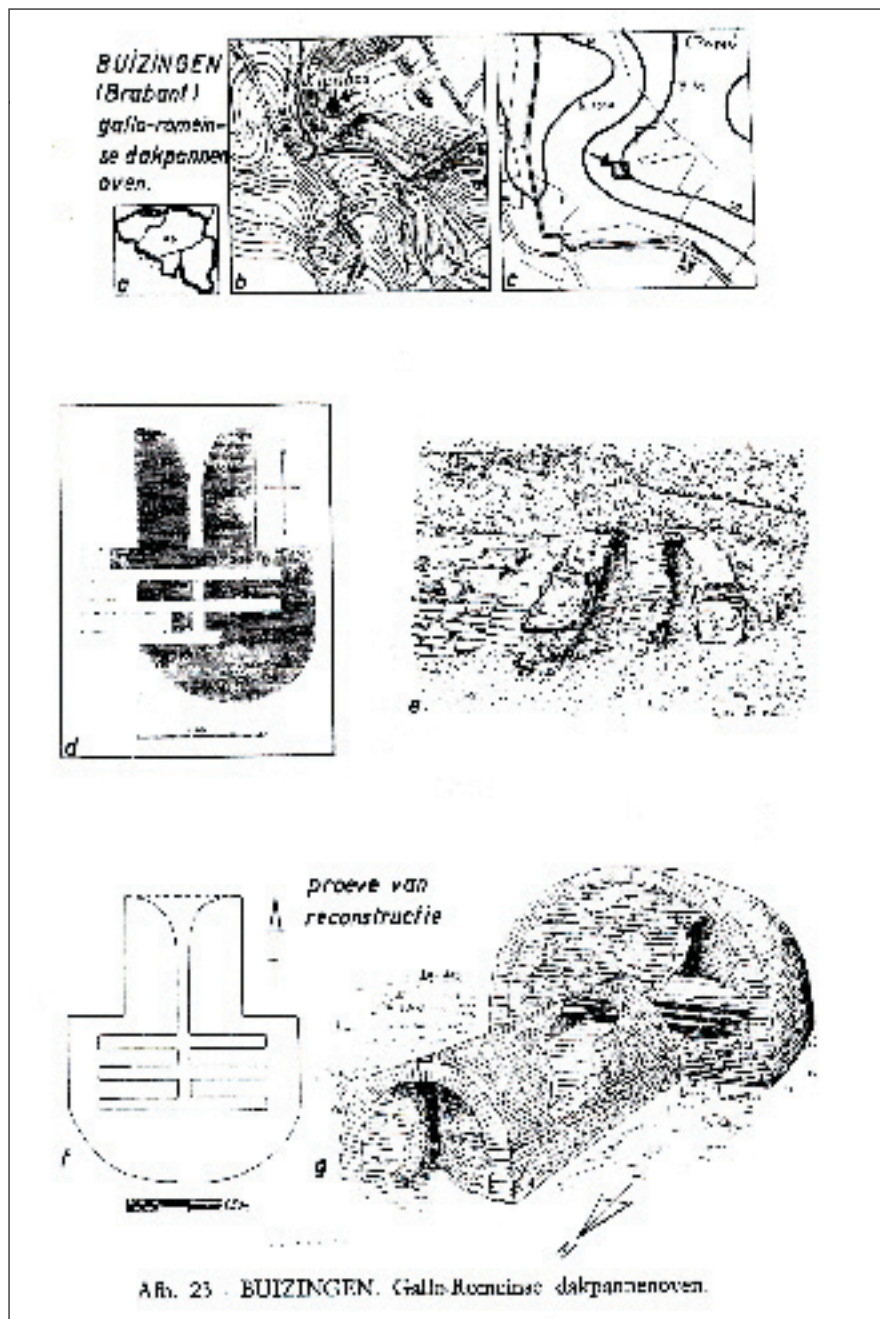 BUIZINGEN
(Brabant)
gallo-romein-
se dakpannen
oven.
a
b
c
d
e
proeve van
reconstructie
f
g
Afb. 23 - BUIZINGEN. Gallo-Romeinse dakpannenoven.